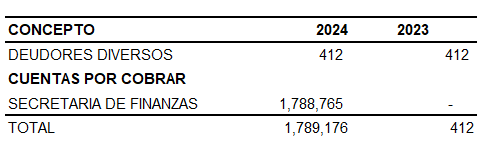 CONCEPTO 2024 2023
DEUDORES DIVERSOS 412 412
CUENTAS POR COBRAR
SECRETARIA DE FINANZAS 1,788,765 -
TOTAL 1,789,176 412